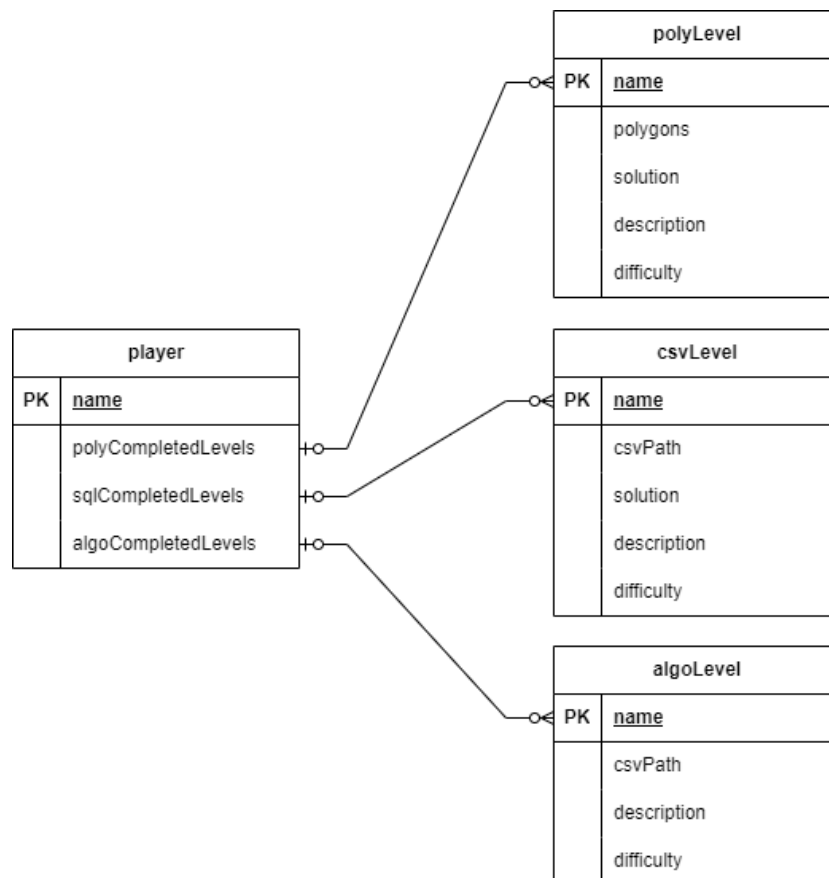 polyLevel
PK name
polygons
solution
description
difficulty
player
PK name
polyCompletedLevels
sqlCompletedLevels
algoCompletedLevels
csvLevel
PK name
csvPath
solution
description
difficulty
algoLevel
PK name
csvPath
description
difficulty